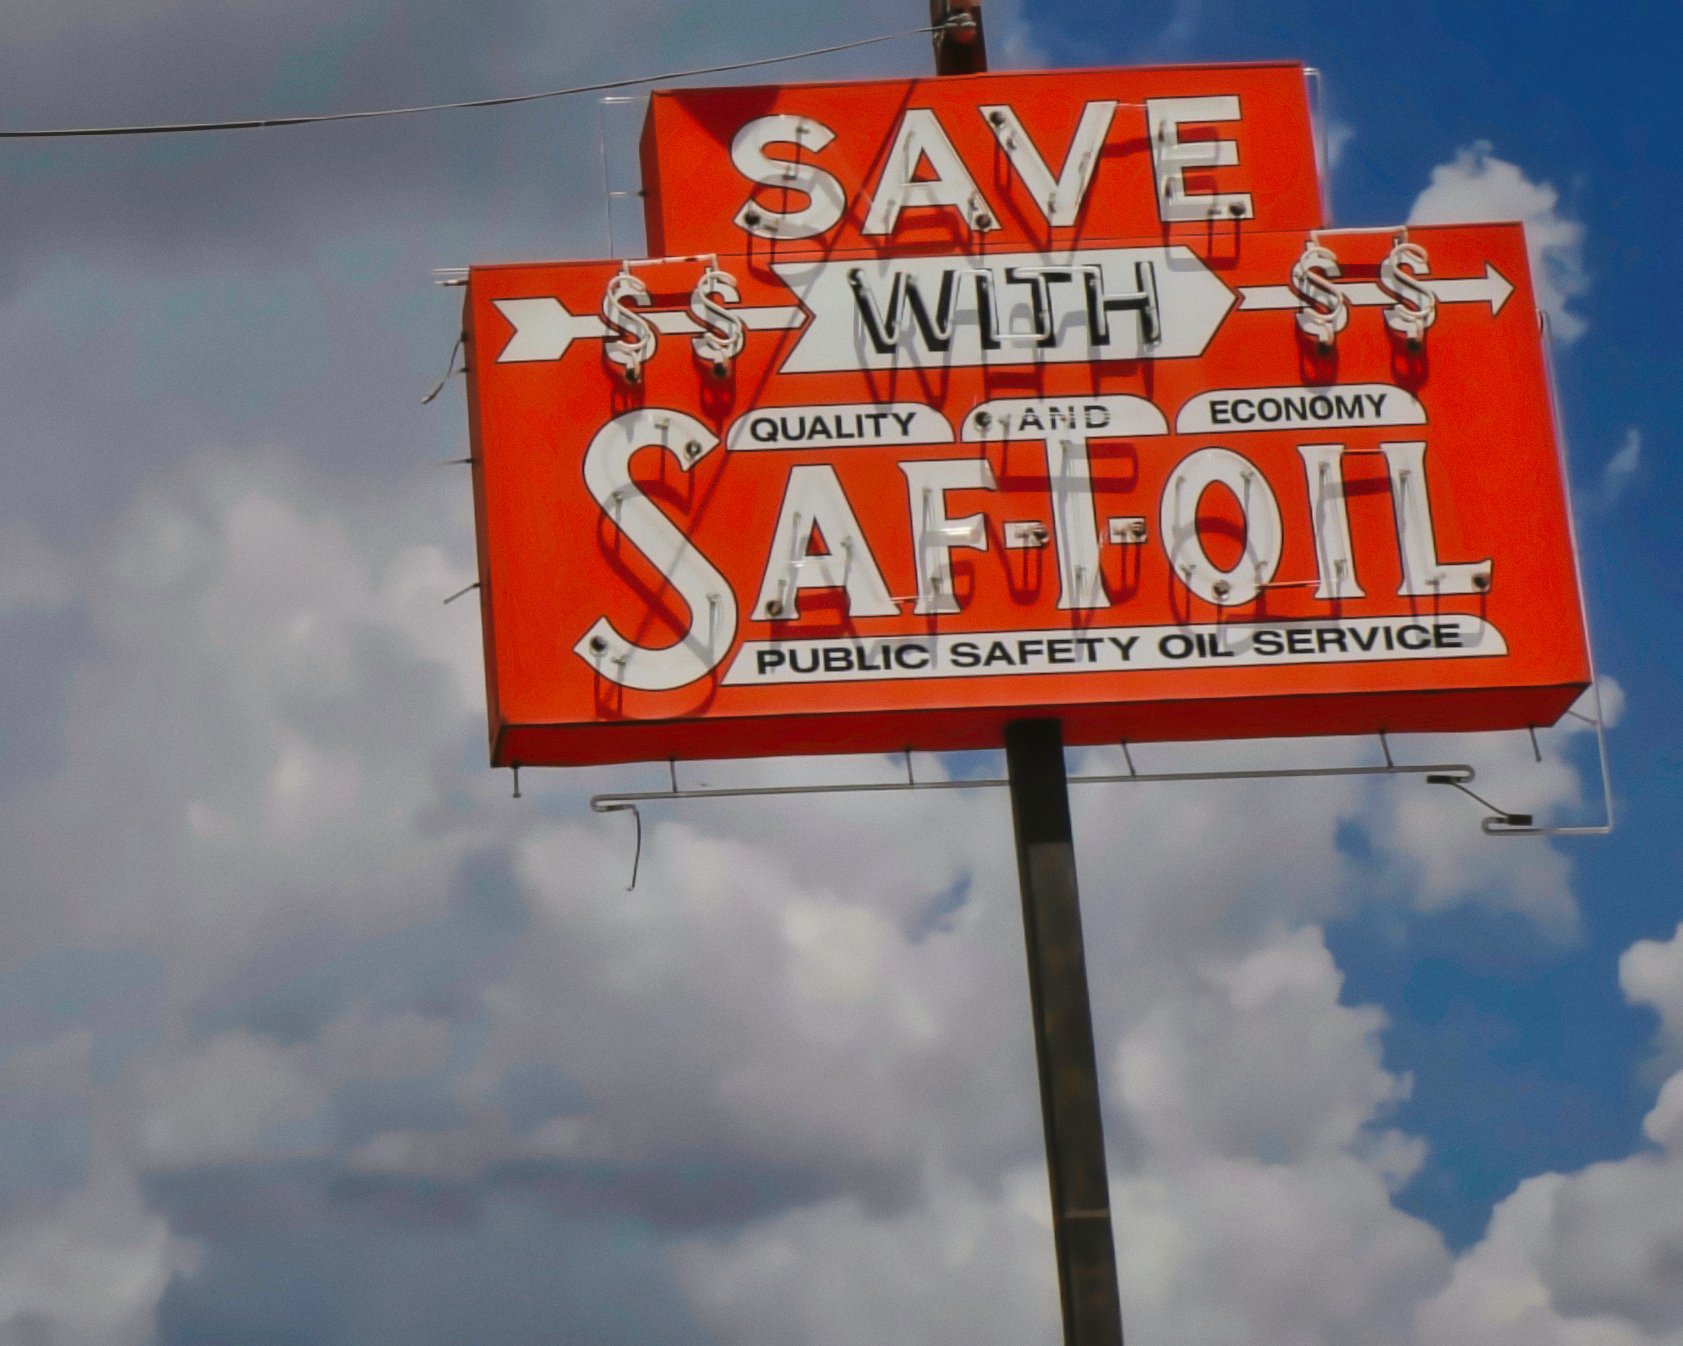 SAVE
$ $ WITH $ $
QUALITY AND ECONOMY
SAF-T-OIL
PUBLIC SAFETY OIL SERVICE